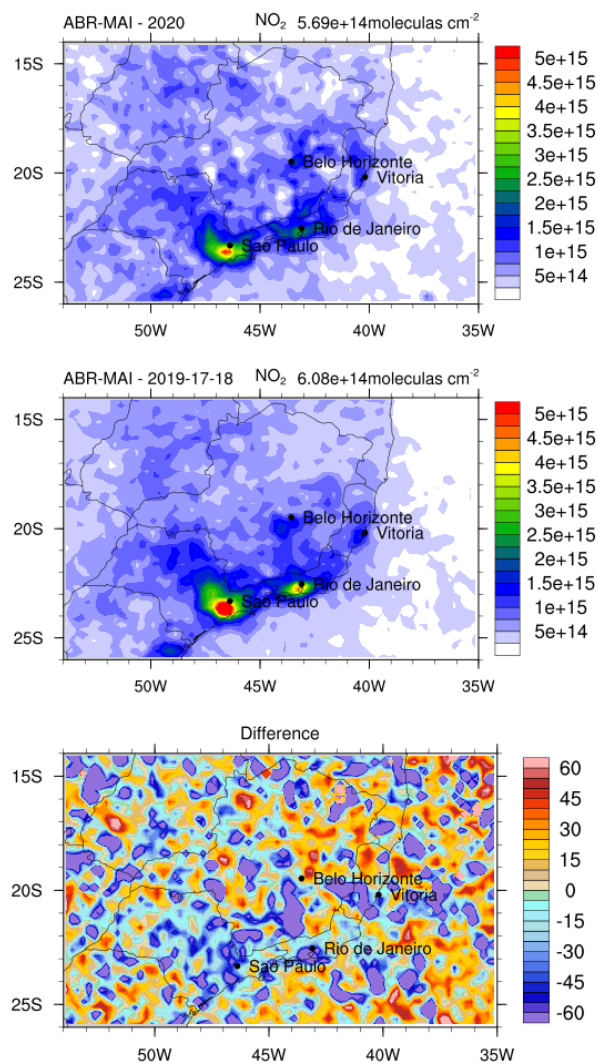 ABR-MAI - 2020 NO₂ 5.69e+14moleculas cm⁻²
15S
20S
25S
50W 45W 40W 35W
Belo Horizonte
Vitoria
Rio de Janeiro
Sao Paulo
5e+15
4.5e+15
4e+15
3.5e+15
3e+15
2.5e+15
2e+15
1.5e+15
1e+15
5e+14
ABR-MAI - 2019-17-18 NO₂ 6.08e+14moleculas cm⁻²
15S
20S
25S
50W 45W 40W 35W
Belo Horizonte
Vitoria
Rio de Janeiro
Sao Paulo
5e+15
4.5e+15
4e+15
3.5e+15
3e+15
2.5e+15
2e+15
1.5e+15
1e+15
5e+14
Difference
15S
20S
25S
50W 45W 40W 35W
Belo Horizonte
Vitoria
Rio de Janeiro
Sao Paulo
60
45
30
15
0
-15
-30
-45
-60